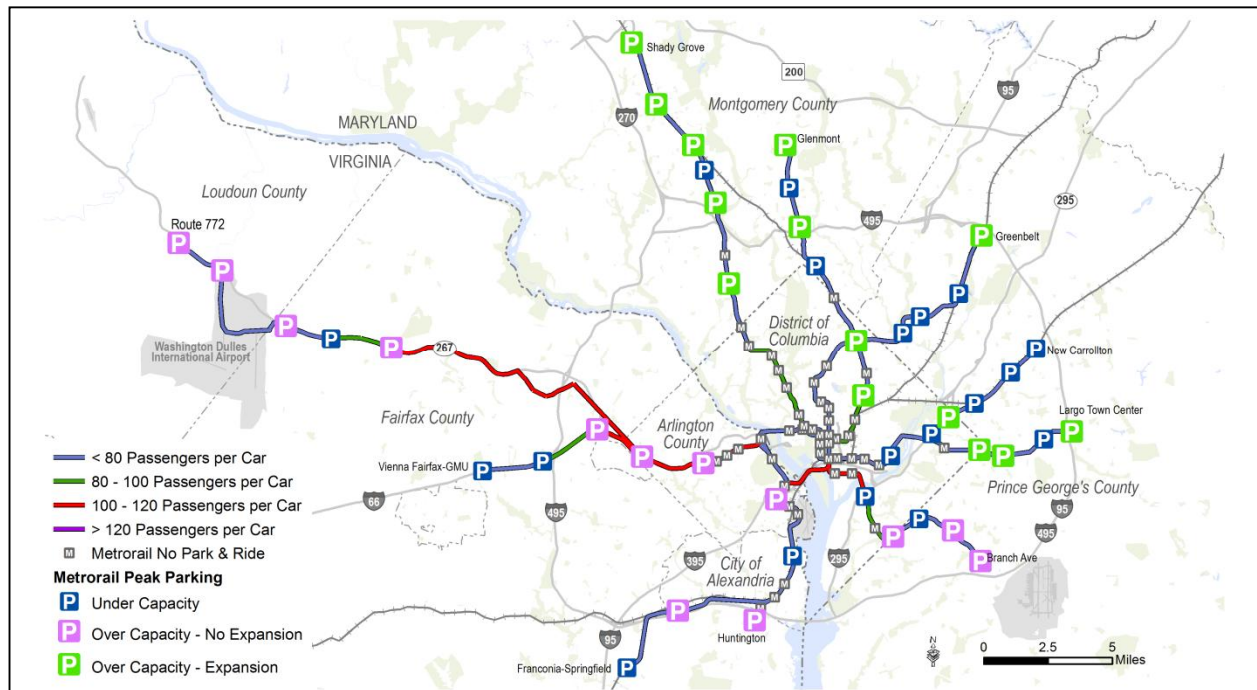 Shady Grove
200
95
Montgomery County
270
Glenmont
MARYLAND
VIRGINIA
Loudoun County
295
495
Route 772
Greenbelt
Washington Dulles
International Airport
District of
Columbia
267
New Carrollton
Largo Town Center
Fairfax County
Arlington
County
Vienna Fairfax-GMU
66
495
Prince George's County
95
495
395
295
City of
Alexandria
Branch Ave
Huntington
95
Franconia-Springfield
< 80 Passengers per Car
80 - 100 Passengers per Car
100 - 120 Passengers per Car
> 120 Passengers per Car
M Metrorail No Park & Ride
Metrorail Peak Parking
P Under Capacity
P Over Capacity - No Expansion
P Over Capacity - Expansion
N
0 2.5 5
Miles